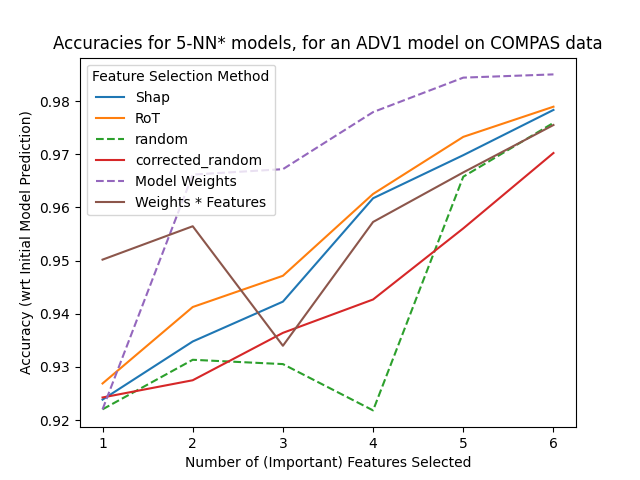 Accuracies for 5-NN* models, for an ADV1 model on COMPAS data
Feature Selection Method
Shap
RoT
random
corrected_random
Model Weights
Weights * Features
Accuracy (wrt Initial Model Prediction)
0.98
0.97
0.96
0.95
0.94
0.93
0.92
1 2 3 4 5 6
Number of (Important) Features Selected